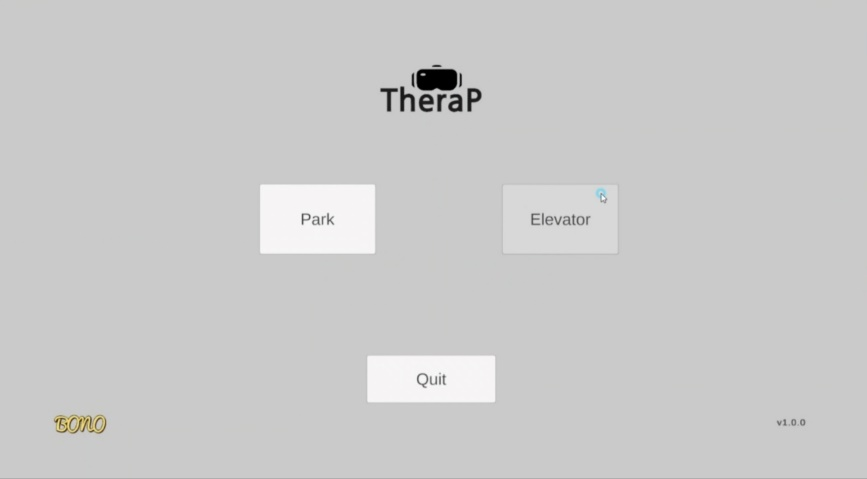 TheraP
Park
Elevator
Quit
BONO
v1.0.0